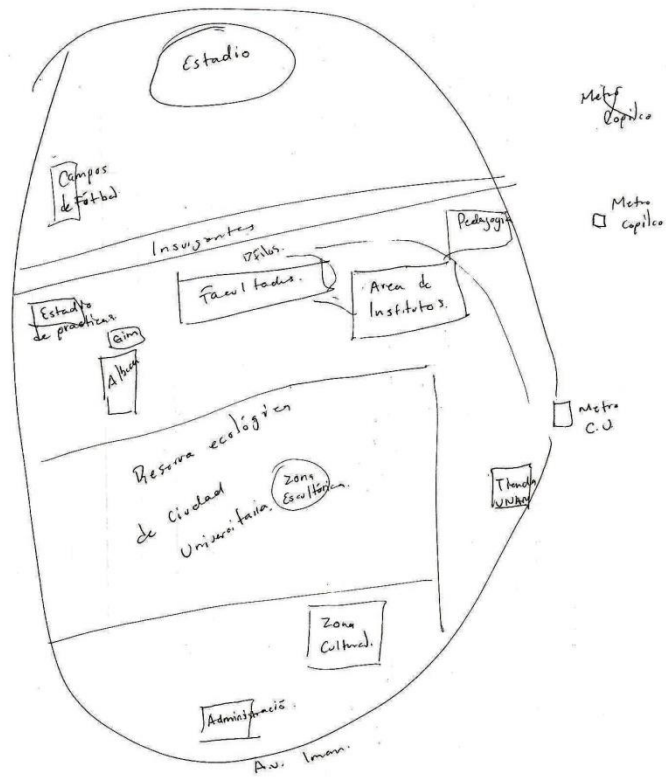 Estadio
Metro
Copilco
Campos
de Fútbol
Metro
Copilco
Insurgentes
Pedagogía
Filos.
Facultades.
Area de
Institutos.
Estadio
de practicas
Gim
Alberca
Metro
C.U.
Reserva ecológica
de Ciudad
Universitaria.
Zona
Escultórica.
Tienda
UNAM
Zona
Cultural.
Administració
Av. Iman.